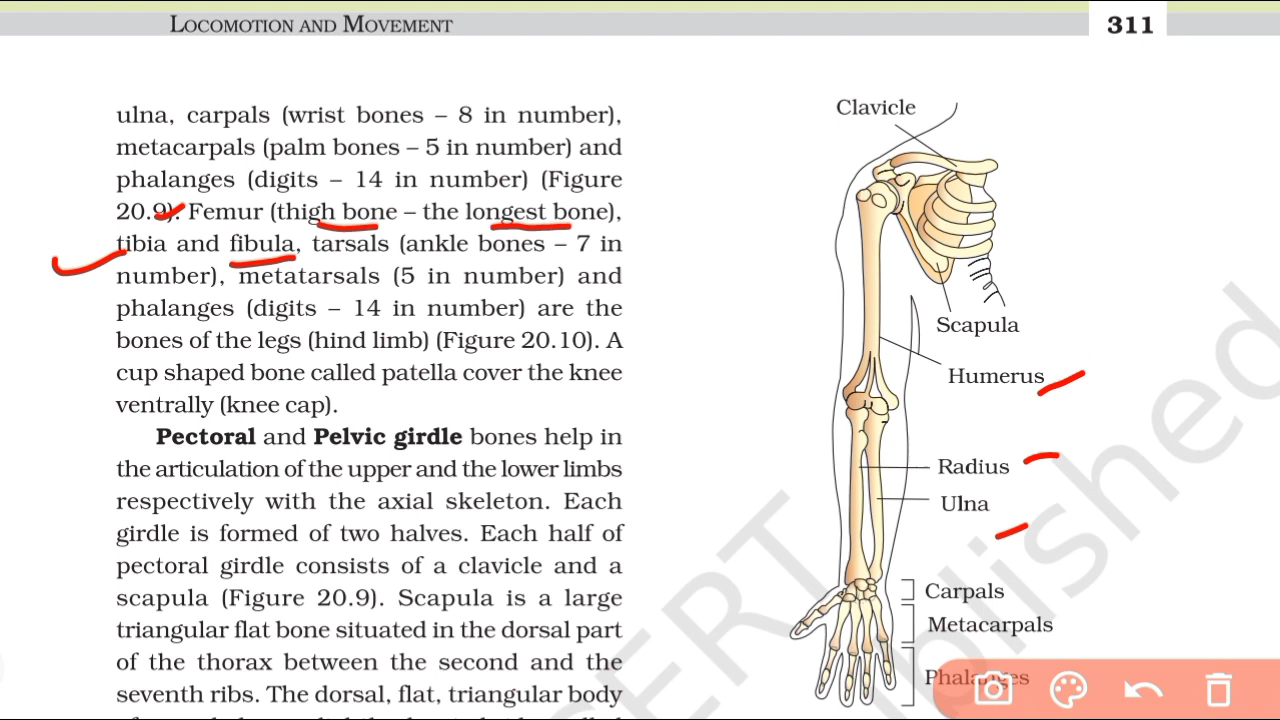 LOCOMOTION AND MOVEMENT
311
ulna, carpals (wrist bones – 8 in number),
metacarpals (palm bones – 5 in number) and
phalanges (digits – 14 in number) (Figure
20.9). Femur (thigh bone – the longest bone),
tibia and fibula, tarsals (ankle bones – 7 in
number), metatarsals (5 in number) and
phalanges (digits – 14 in number) are the
bones of the legs (hind limb) (Figure 20.10). A
cup shaped bone called patella cover the knee
ventrally (knee cap).
Pectoral and Pelvic girdle bones help in
the articulation of the upper and the lower limbs
respectively with the axial skeleton. Each
girdle is formed of two halves. Each half of
pectoral girdle consists of a clavicle and a
scapula (Figure 20.9). Scapula is a large
triangular flat bone situated in the dorsal part
of the thorax between the second and the
seventh ribs. The dorsal, flat, triangular body
Clavicle
Scapula
Humerus
Radius
Ulna
Carpals
Metacarpals
Phalanges